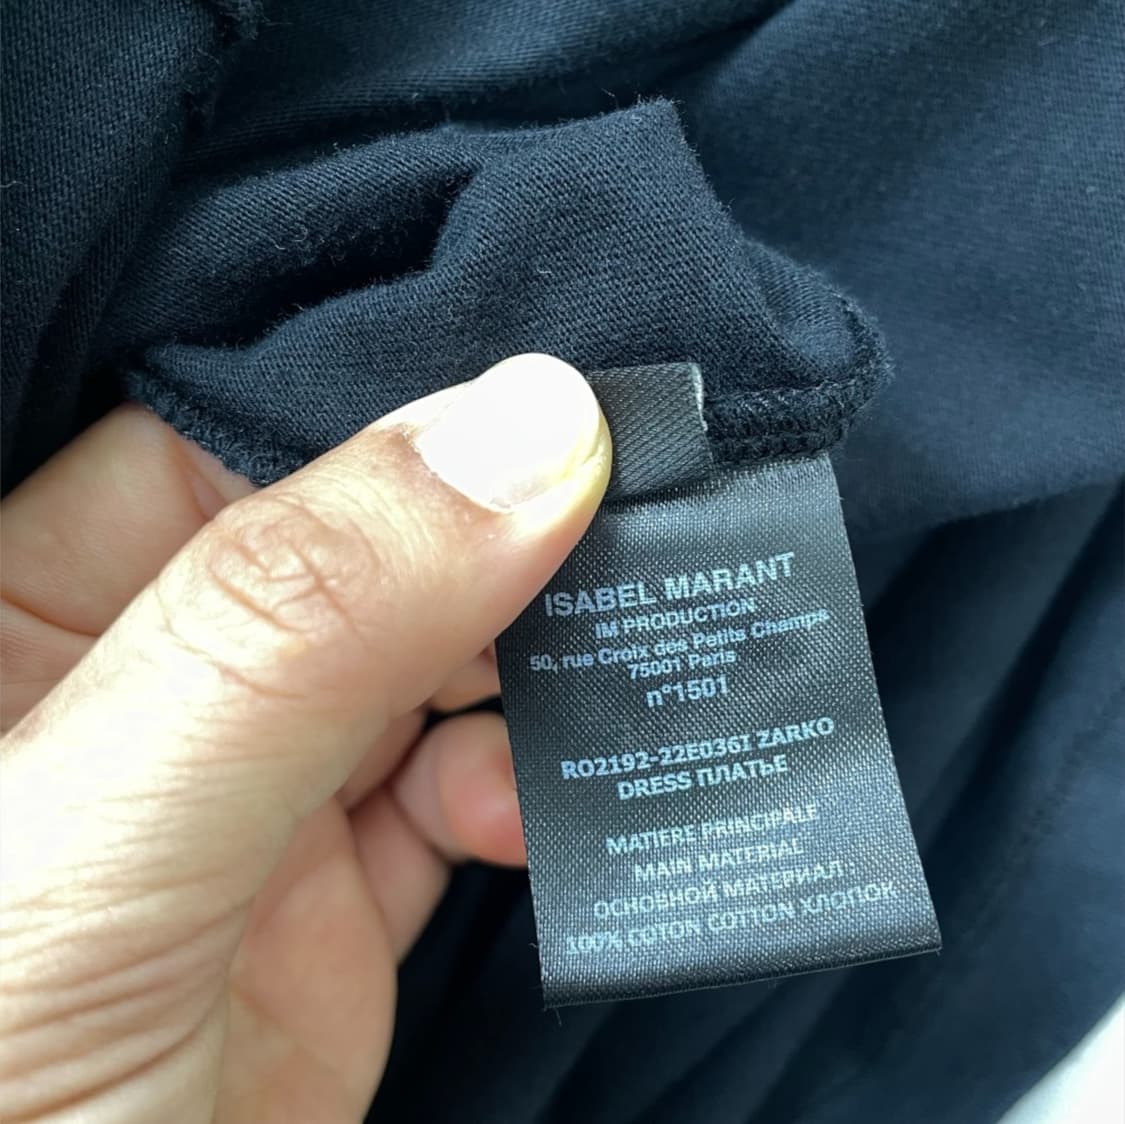 ISABEL MARANT
IM PRODUCTION
50, rue Croix des Petits Champs
75001 Paris
n°1501
RO2192-22E036I ZARKO
DRESS ПЛАТЬЕ
MATIERE PRINCIPALE
MAIN MATERIAL
ОСНОВНОЙ МАТЕРИАЛ
100% COTON COTTON ХЛОПОК